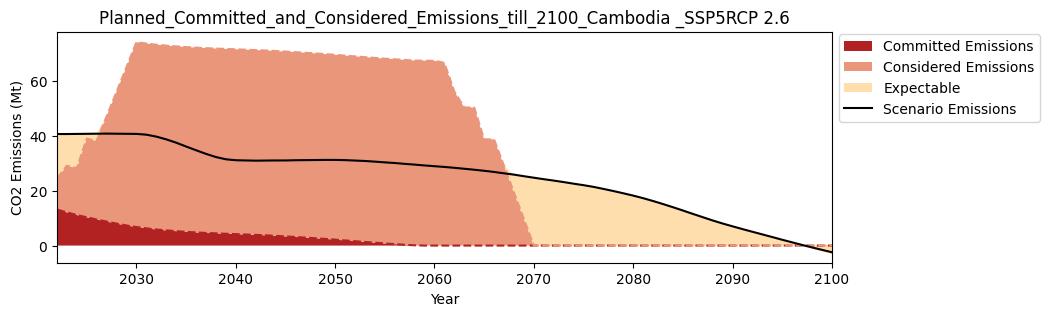 Planned_Committed_and_Considered_Emissions_till_2100_Cambodia _SSP5RCP 2.6
CO2 Emissions (Mt)
60
40
20
0
2030 2040 2050 2060 2070 2080 2090 2100
Year
Committed Emissions
Considered Emissions
Expectable
Scenario Emissions